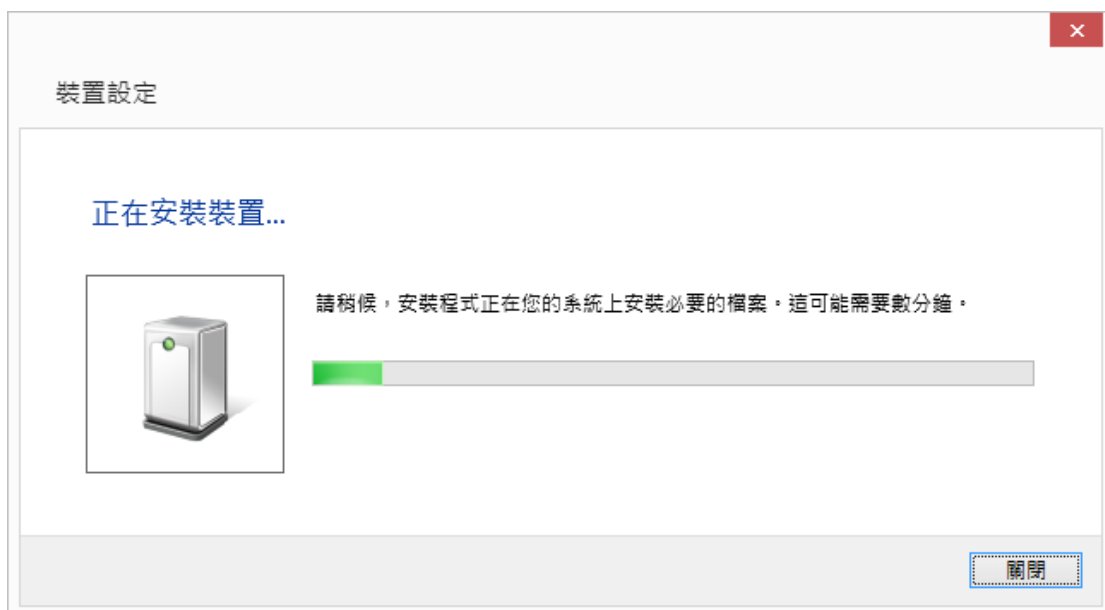 裝置設定
正在安裝裝置...
請稍候，安裝程式正在您的系統上安裝必要的檔案。這可能需要數分鐘。
關閉